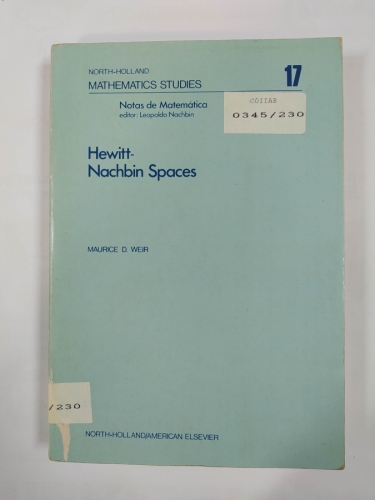 NORTH-HOLLAND
MATHEMATICS STUDIES 17
Notas de Matemática
editor: Leopoldo Nachbin
CDITAR
0345/230
Hewitt-
Nachbin Spaces
MAURICE D. WEIR
/230
NORTH-HOLLAND/AMERICAN ELSEVIER